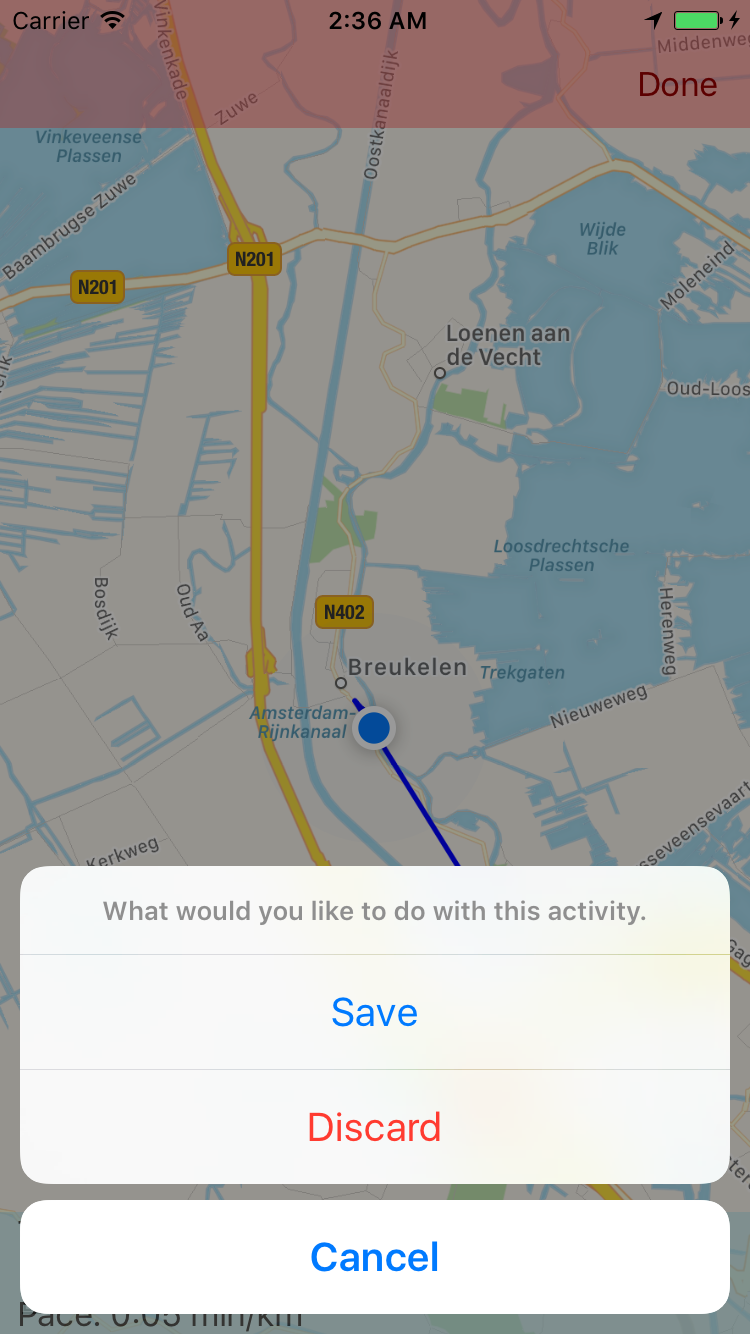 Carrier
2:36 AM
Vinkenkade
Middenweg
Done
Zuwe
Oostkanaaldijk
Vinkeveense
Plassen
Baambrugse Zuwe
Wijde
Blik
N201
N201
Moleneind
Loenen aan
de Vecht
Oud-Loos
Loosdrechtsche
Plassen
Bosdijk
Oud Aa
N402
Herenweg
Breukelen
Trekgaten
Amsterdam-
Rijnkanaal
Nieuweweg
Kerkweg
sseveensevaart
What would you like to do with this activity.
Save
Discard
Cancel
Pace: 0:05 min/km